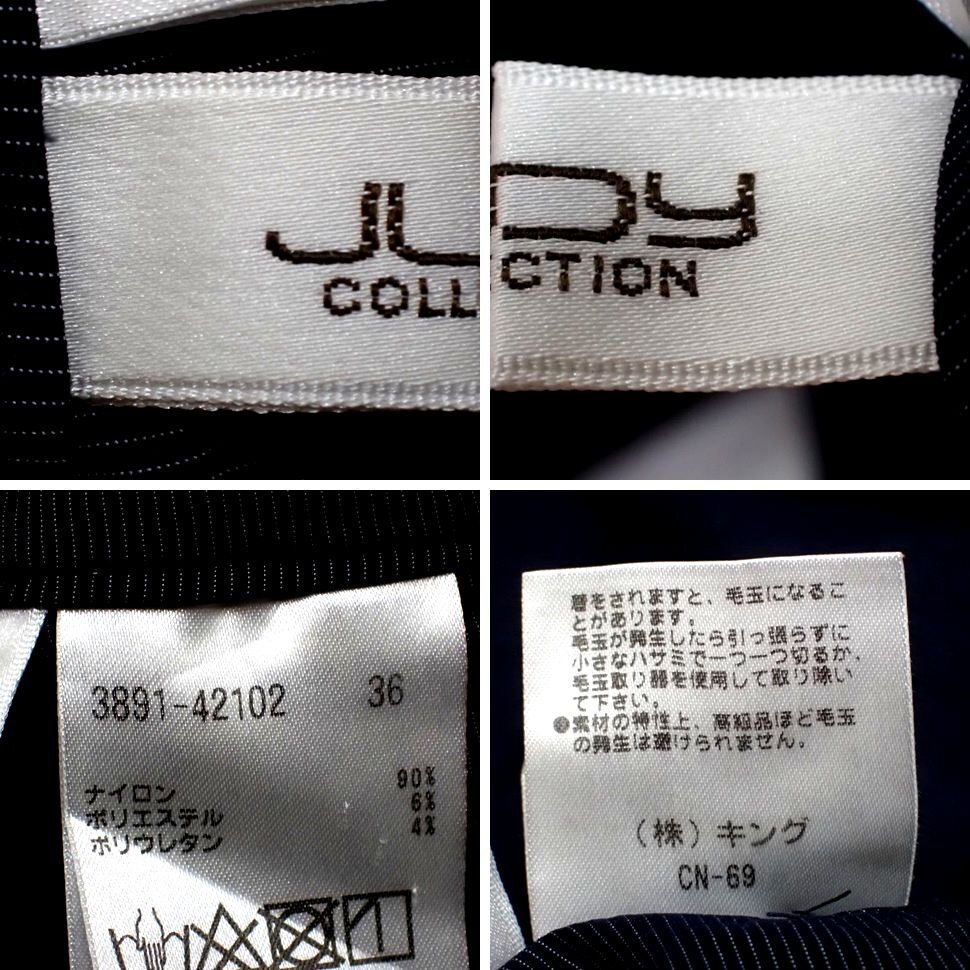 JU
COLL
DY
CTION
3891-42102 36
ナイロン 90%
ポリエステル 6%
ポリウレタン 4%
着をされますと、毛玉になるこ
とがあります。
毛玉が発生したら引っ張らずに
小さなハサミで一つ一つ切るか、
毛玉取り器を使用して取り除い
て下さい。
●素材の特性上、高級品ほど毛玉
の発生は避けられません。
(株)キング
CN-69